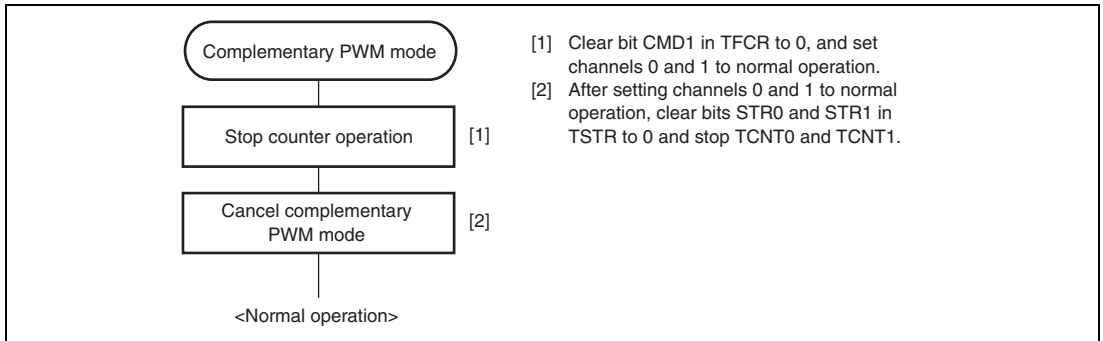 Complementary PWM mode
Stop counter operation
[1]
Cancel complementary
PWM mode
[2]
<Normal operation>
[1] Clear bit CMD1 in TFCR to 0, and set
channels 0 and 1 to normal operation.
[2] After setting channels 0 and 1 to normal
operation, clear bits STR0 and STR1 in
TSTR to 0 and stop TCNT0 and TCNT1.